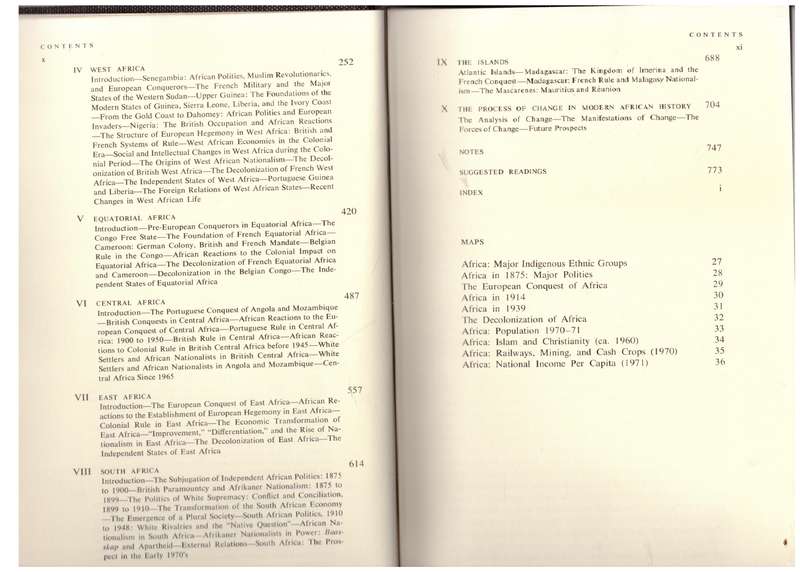 CONTENTS
x
IV WEST AFRICA 252
Introduction—Senegambia: African Politics, Muslim Revolutionaries,
and European Conquerors—The French Military and the Major
States of the Western Sudan—Upper Guinea: The Foundations of the
Modern States of Guinea, Sierra Leone, Liberia, and the Ivory Coast
—From the Gold Coast to Dahomey: African Politics and European
Invaders—Nigeria: The British Occupation and African Reactions
—The Structure of European Hegemony in West Africa: British and
French Systems of Rule—West African Economies in the Colonial
Era—Social and Intellectual Changes in West Africa during the Colo-
nial Period—The Origins of West African Nationalism—The Decol-
onization of British West Africa—The Decolonization of French West
Africa—The Independent States of West Africa—Portuguese Guinea
and Liberia—The Foreign Relations of West African States—Recent
Changes in West African Life
V EQUATORIAL AFRICA 420
Introduction—Pre-European Conquerors in Equatorial Africa—The
Congo Free State—The Foundation of French Equatorial Africa—
Cameroon: German Colony, British and French Mandate—Belgian
Rule in the Congo—African Reactions to the Colonial Impact on
Equatorial Africa—The Decolonization of French Equatorial Africa
and Cameroon—Decolonization in the Belgian Congo—The Inde-
pendent States of Equatorial Africa
VI CENTRAL AFRICA 487
Introduction—The Portuguese Conquest of Angola and Mozambique
—British Conquests in Central Africa—African Reactions to the Eu-
ropean Conquest of Central Africa—Portuguese Rule in Central Af-
rica: 1900 to 1950—British Rule in Central Africa—African Reac-
tions to Colonial Rule in British Central Africa before 1945—White
Settlers and African Nationalists in British Central Africa—White
Settlers and African Nationalists in Angola and Mozambique—Cen-
tral Africa Since 1965
VII EAST AFRICA 557
Introduction—The European Conquest of East Africa—African Re-
actions to the Establishment of European Hegemony in East Africa—
Colonial Rule in East Africa—The Economic Transformation of
East Africa—"Improvement," "Differentiation," and the Rise of Na-
tionalism in East Africa—The Decolonization of East Africa—The
Independent States of East Africa
VIII SOUTH AFRICA 614
Introduction—The Subjugation of Independent African Politics: 1875
to 1900—British Paramountcy and Afrikaner Nationalism: 1875 to
1899—The Politics of White Supremacy: Conflict and Conciliation,
1899 to 1910—The Transformation of the South African Economy
—The Emergence of a Plural Society—South African Politics, 1910
to 1948: White Rivalries and the "Native Question"—African Na-
tionalism in South Africa—Afrikaner Nationalists in Power: Baas-
skap and Apartheid—External Relations—South Africa: The Pros-
pect in the Early 1970's
CONTENTS
xi
IX THE ISLANDS 688
Atlantic Islands—Madagascar: The Kingdom of Imerina and the
French Conquest—Madagascar: French Rule and Malagasy National-
ism—The Mascarenes: Mauritius and Réunion
X THE PROCESS OF CHANGE IN MODERN AFRICAN HISTORY 704
The Analysis of Change—The Manifestations of Change—The
Forces of Change—Future Prospects
NOTES 747
SUGGESTED READINGS 773
INDEX i
MAPS
Africa: Major Indigenous Ethnic Groups 27
Africa in 1875: Major Polities 28
The European Conquest of Africa 29
Africa in 1914 30
Africa in 1939 31
The Decolonization of Africa 32
Africa: Population 1970–71 33
Africa: Islam and Christianity (ca. 1960) 34
Africa: Railways, Mining, and Cash Crops (1970) 35
Africa: National Income Per Capita (1971) 36